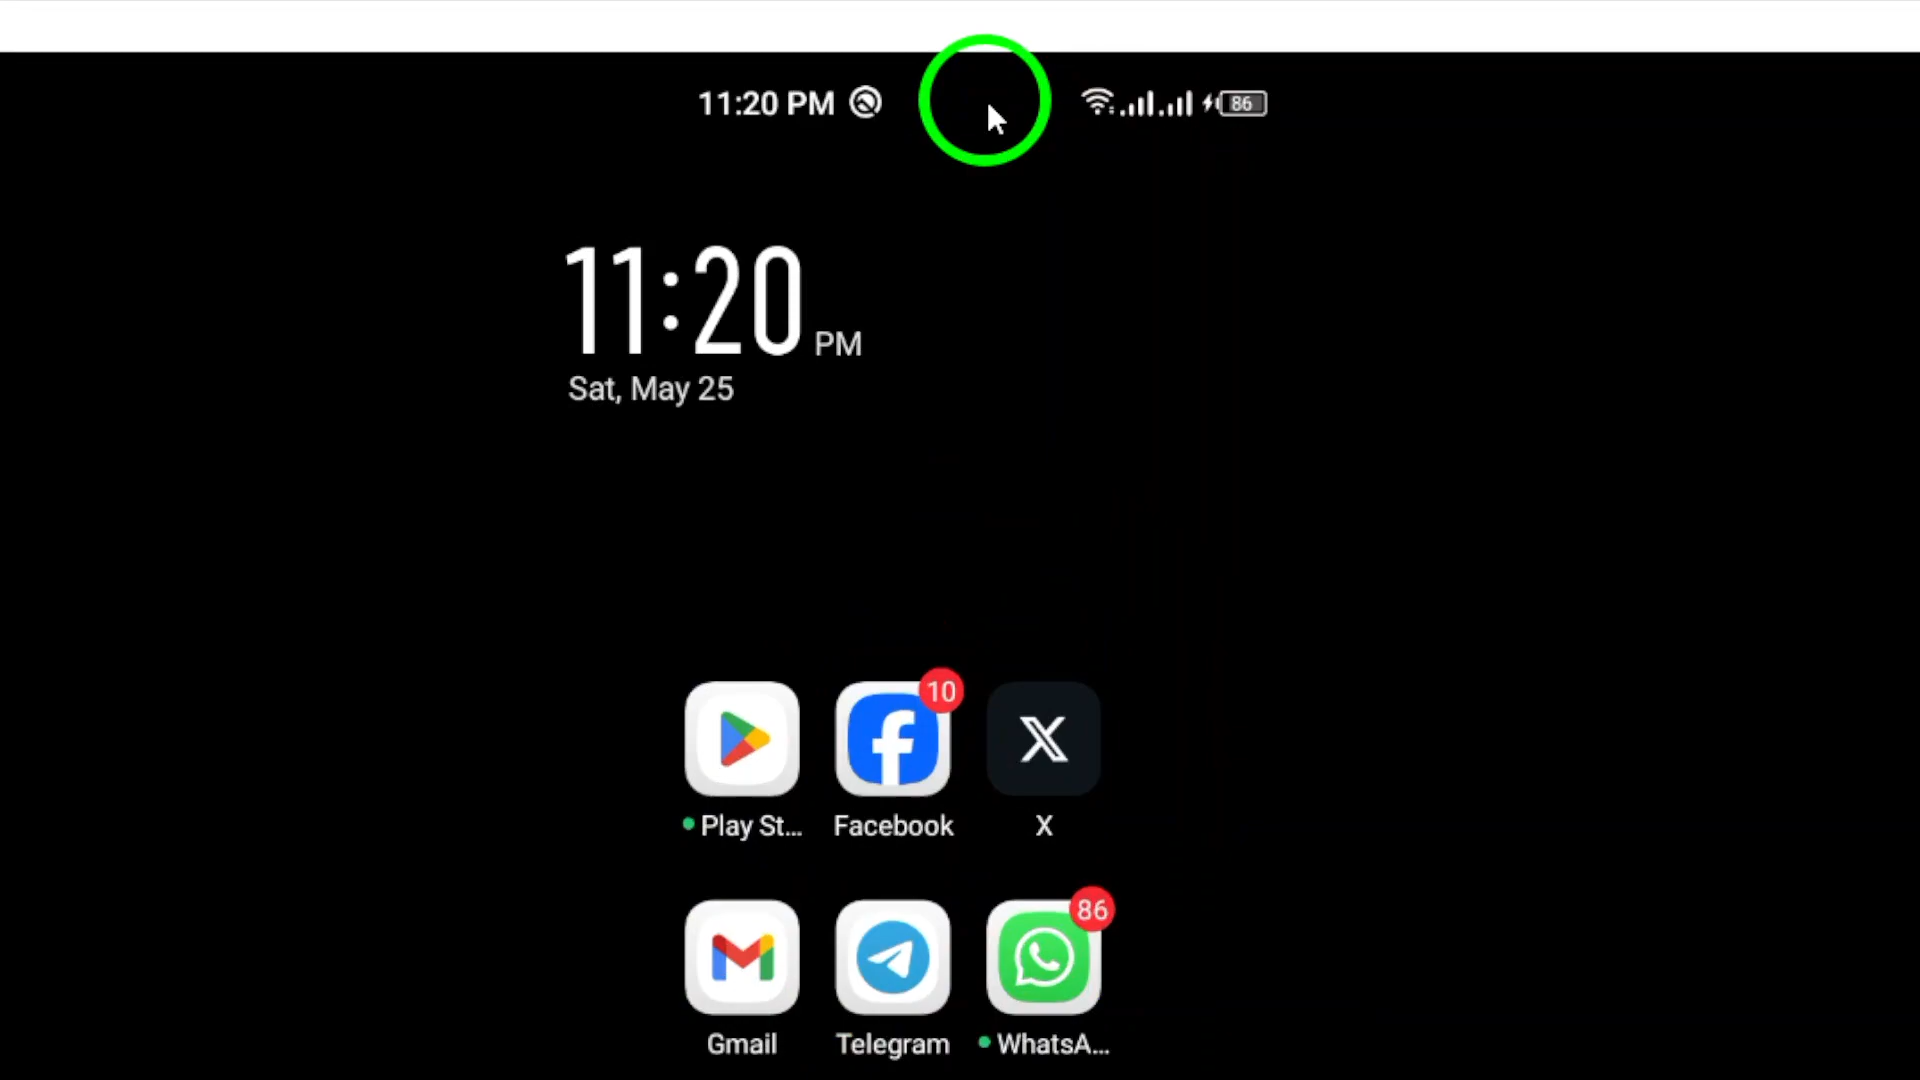 11:20 PM 86
11:20 PM
Sat, May 25
10
Play St... Facebook X
86
Gmail Telegram WhatsA...